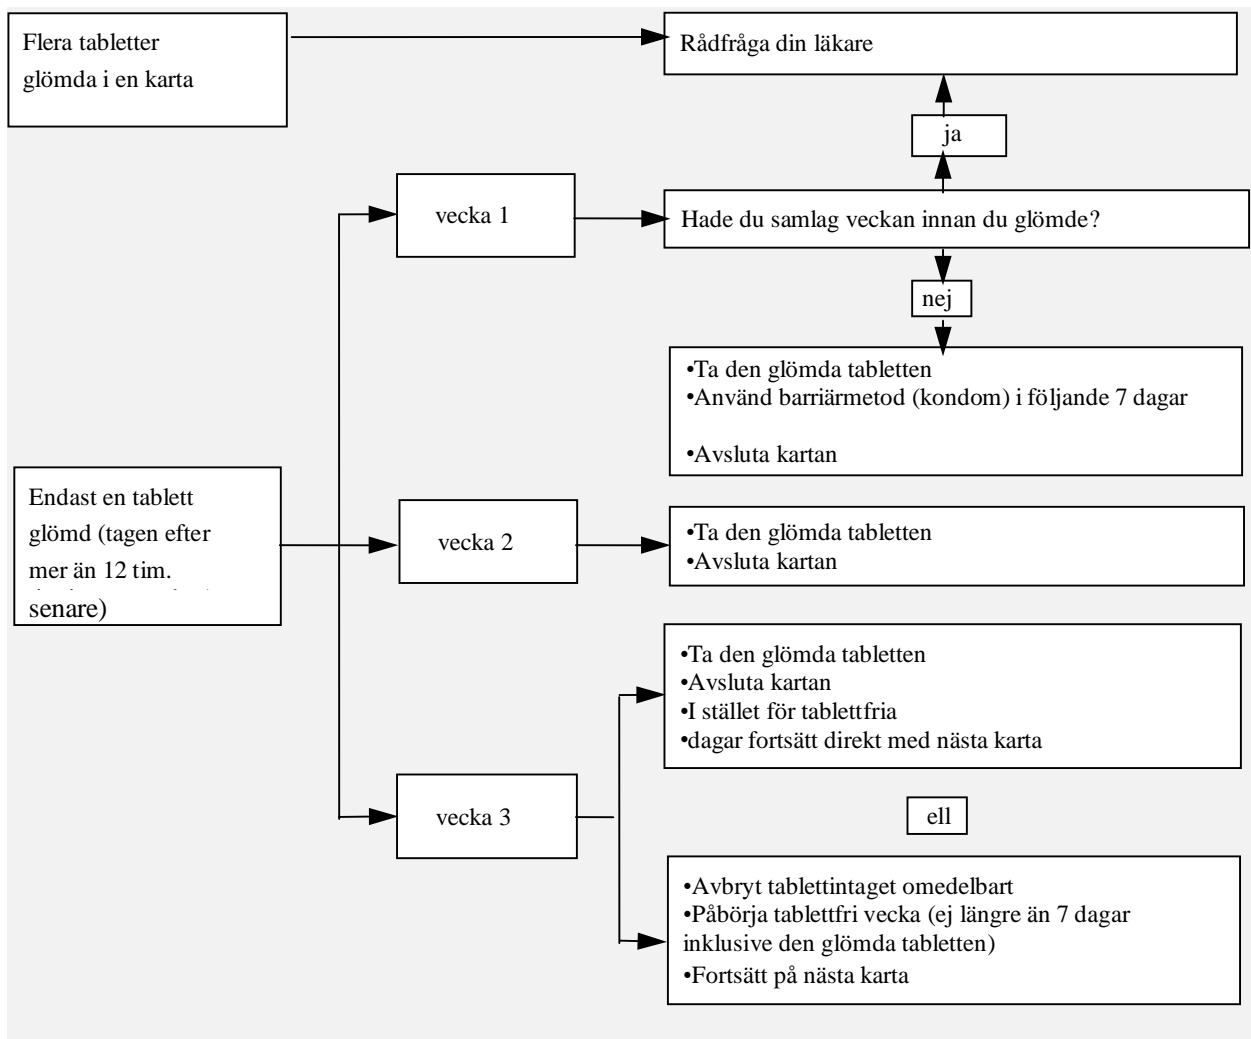 Flera tabletter
glömda i en karta
Rådfråga din läkare
ja
vecka 1
Hade du samlag veckan innan du glömde?
nej
•Ta den glömda tabletten
•Använd barriärmetod (kondom) i följande 7 dagar
•Avsluta kartan
Endast en tablett
glömd (tagen efter
mer än 12 tim.
senare)
vecka 2
•Ta den glömda tabletten
•Avsluta kartan
•Ta den glömda tabletten
•Avsluta kartan
•I stället för tablettfria
•dagar fortsätt direkt med nästa karta
vecka 3
ell
•Avbryt tablettintaget omedelbart
•Påbörja tablettfri vecka (ej längre än 7 dagar
inklusive den glömda tabletten)
•Fortsätt på nästa karta